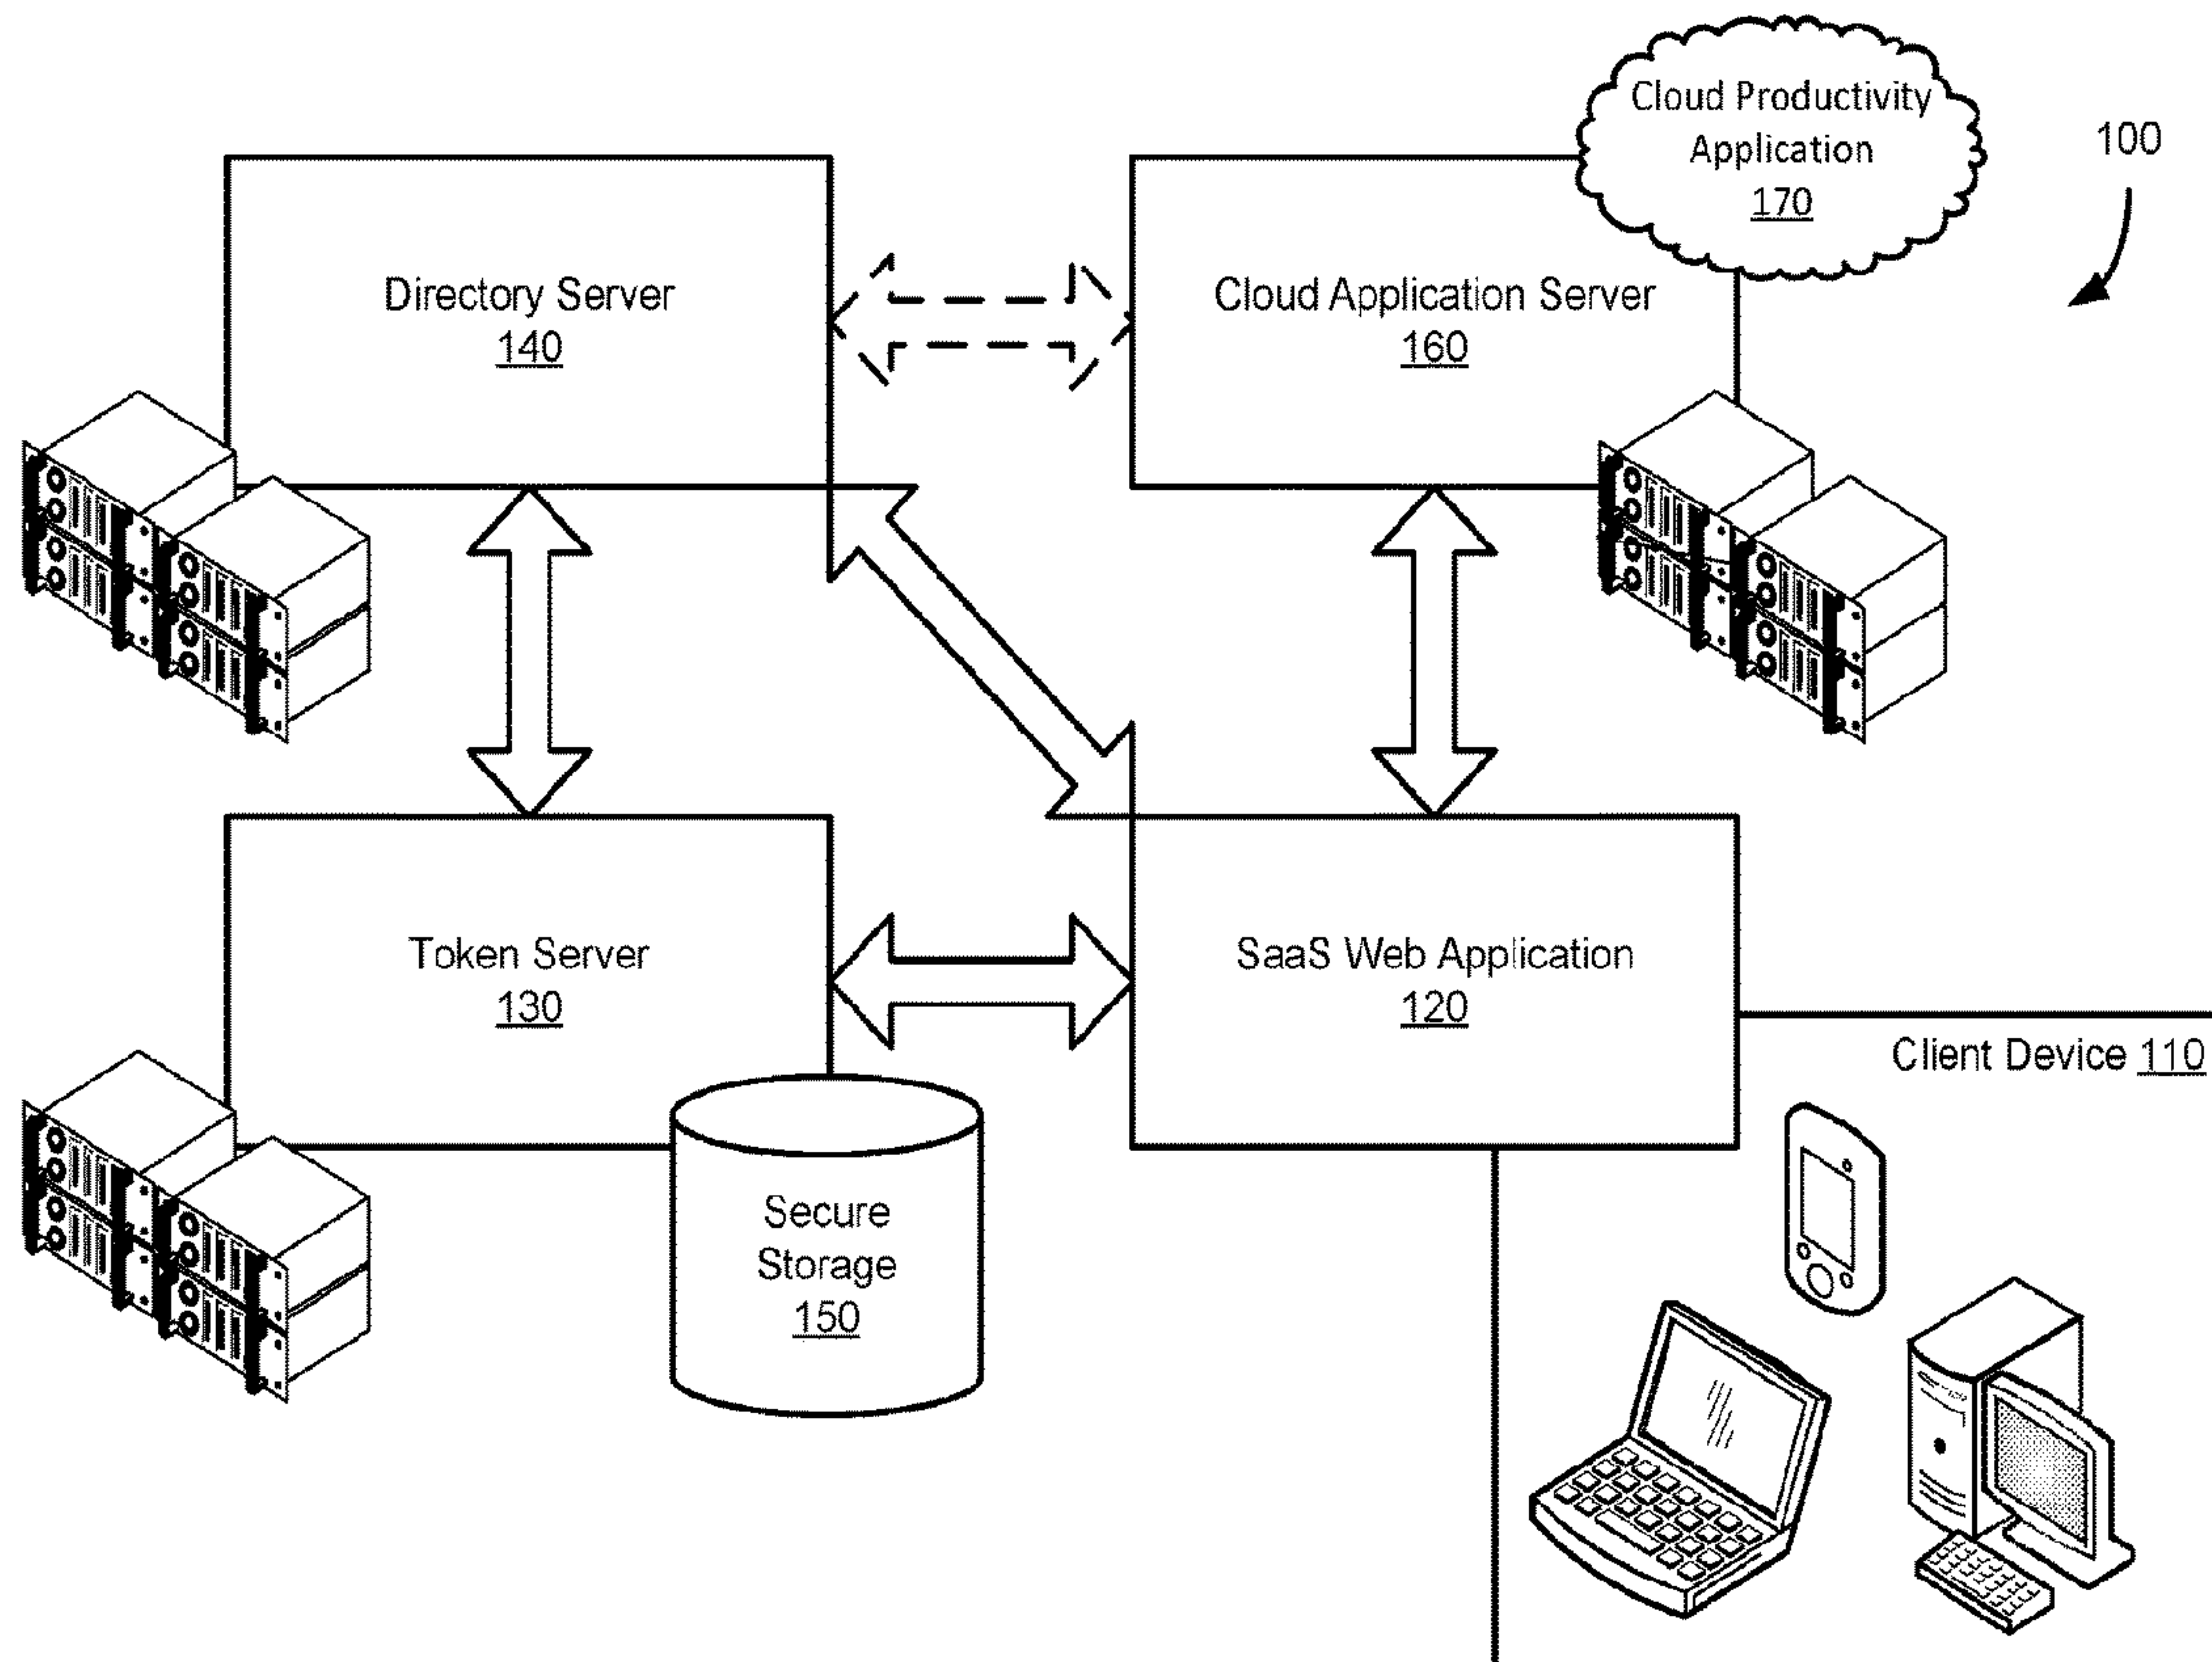 Cloud Productivity
Application
170
100
Directory Server
140
Cloud Application Server
160
Token Server
130
SaaS Web Application
120
Client Device 110
Secure
Storage
150